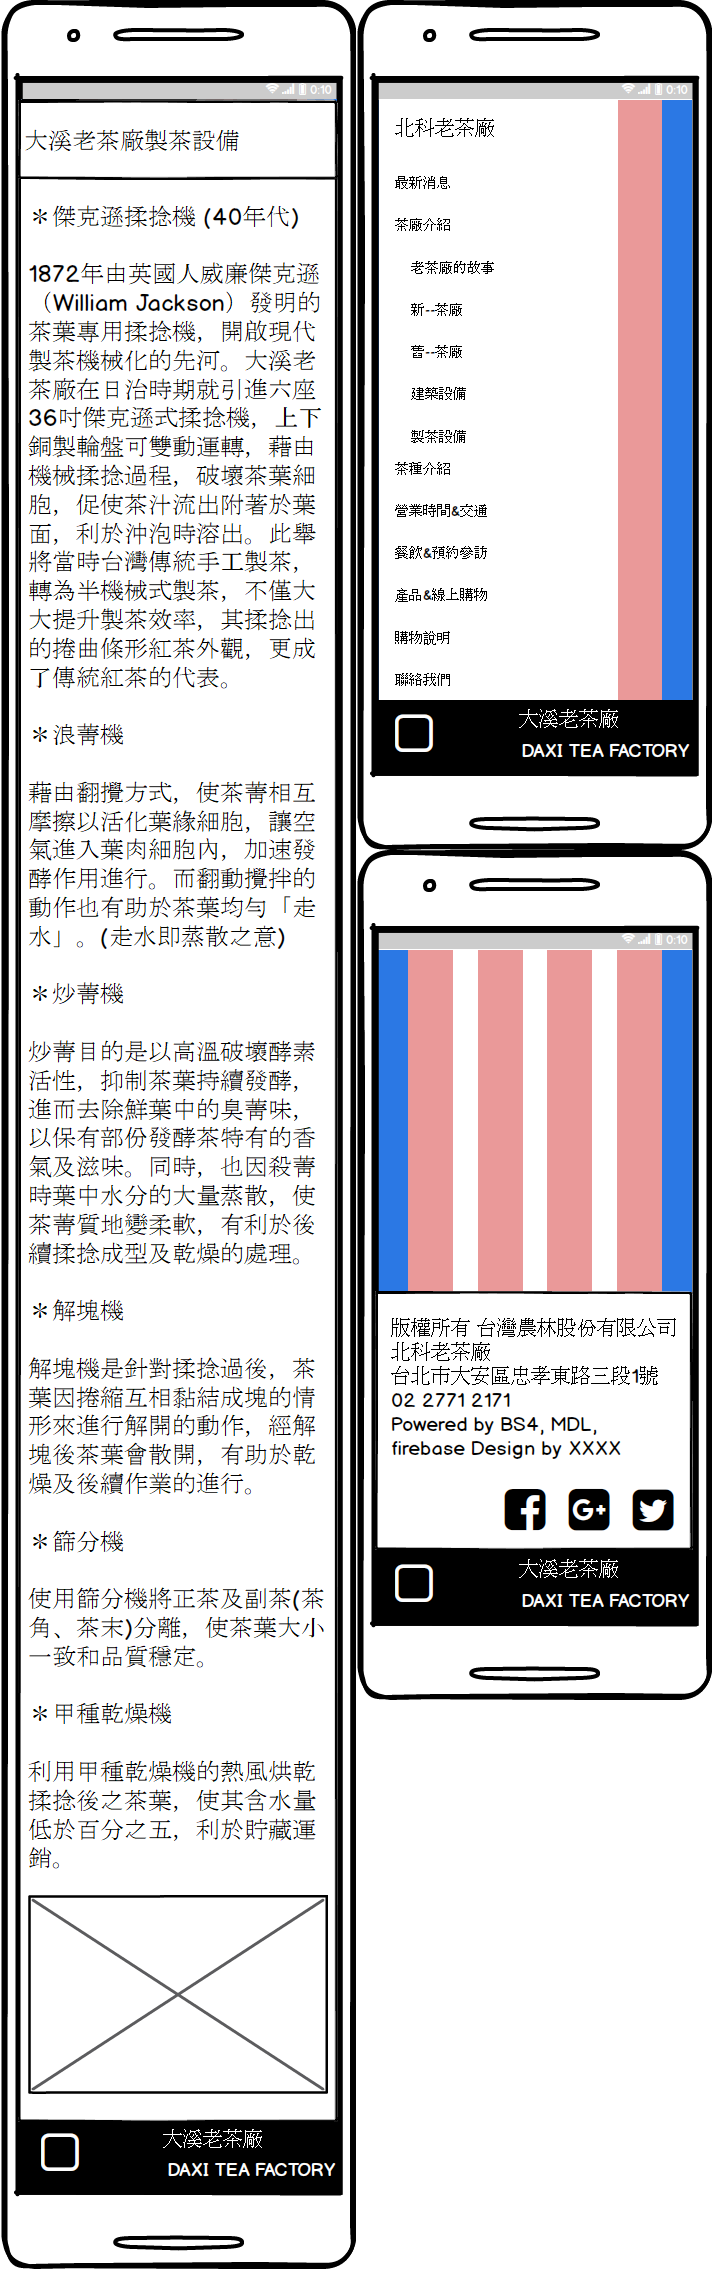 0:10
大溪老茶廠製茶設備
＊傑克遜揉捻機 (40年代)
1872年由英國人威廉傑克遜
（William Jackson）發明的
茶葉專用揉捻機，開啟現代
製茶機械化的先河。大溪老
茶廠在日治時期就引進六座
36吋傑克遜式揉捻機，上下
銅製輪盤可雙動運轉，藉由
機械揉捻過程，破壞茶葉細
胞，促使茶汁流出附著於葉
面，利於沖泡時溶出。此舉
將當時台灣傳統手工製茶，
轉為半機械式製茶，不僅大
大提升製茶效率，其揉捻出
的捲曲條形紅茶外觀，更成
了傳統紅茶的代表。
＊浪菁機
藉由翻攪方式，使茶菁相互
摩擦以活化葉緣細胞，讓空
氣進入葉肉細胞內，加速發
酵作用進行。而翻動攪拌的
動作也有助於茶葉均勻「走
水」。(走水即蒸散之意)
＊炒菁機
炒菁目的是以高溫破壞酵素
活性，抑制茶葉持續發酵，
進而去除鮮葉中的臭菁味，
以保有部份發酵茶特有的香
氣及滋味。同時，也因殺菁
時葉中水分的大量蒸散，使
茶菁質地變柔軟，有利於後
續揉捻成型及乾燥的處理。
＊解塊機
解塊機是針對揉捻過後，茶
葉因捲縮互相黏結成塊的情
形來進行解開的動作，經解
塊後茶葉會散開，有助於乾
燥及後續作業的進行。
＊篩分機
使用篩分機將正茶及副茶(茶
角、茶末)分離，使茶葉大小
一致和品質穩定。
＊甲種乾燥機
利用甲種乾燥機的熱風烘乾
揉捻後之茶葉，使其含水量
低於百分之五，利於貯藏運
銷。
大溪老茶廠
DAXI TEA FACTORY
0:10
北科老茶廠
最新消息
茶廠介紹
老茶廠的故事
新--茶廠
舊--茶廠
建築設備
製茶設備
茶種介紹
營業時間&交通
餐飲&預約參訪
產品&線上購物
購物說明
聯絡我們
大溪老茶廠
DAXI TEA FACTORY
0:10
版權所有 台灣農林股份有限公司
北科老茶廠
台北市大安區忠孝東路三段1號
02 2771 2171
Powered by BS4, MDL,
firebase Design by XXXX
大溪老茶廠
DAXI TEA FACTORY